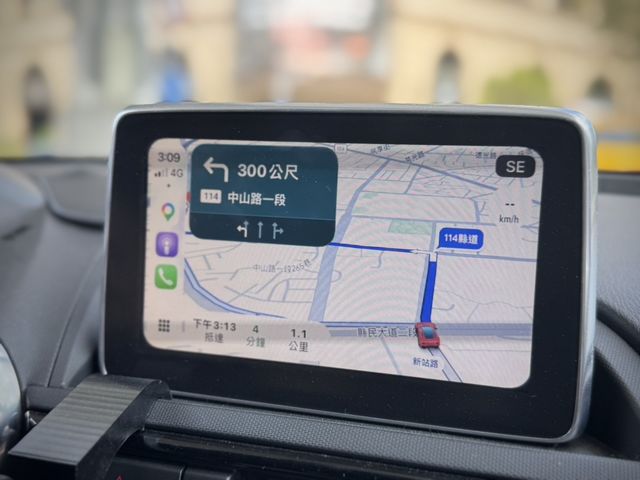 3:09
4G
300公尺
114
中山路一段
SE
--
km/h
114縣道
中山路一段265巷
縣民大道二段
新站路
下午3:13
抵達
4
分鐘
1.1
公里